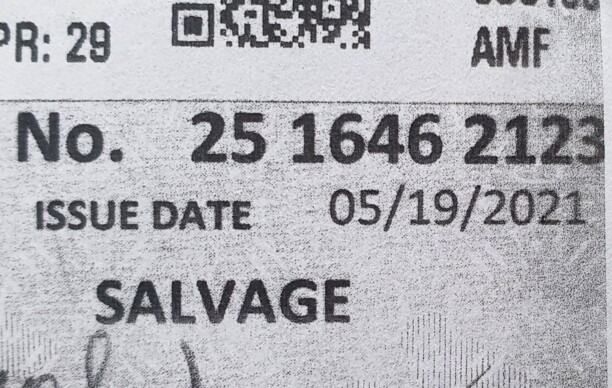 PR: 29
AMF
No. 25 1646 2123
ISSUE DATE 05/19/2021
SALVAGE